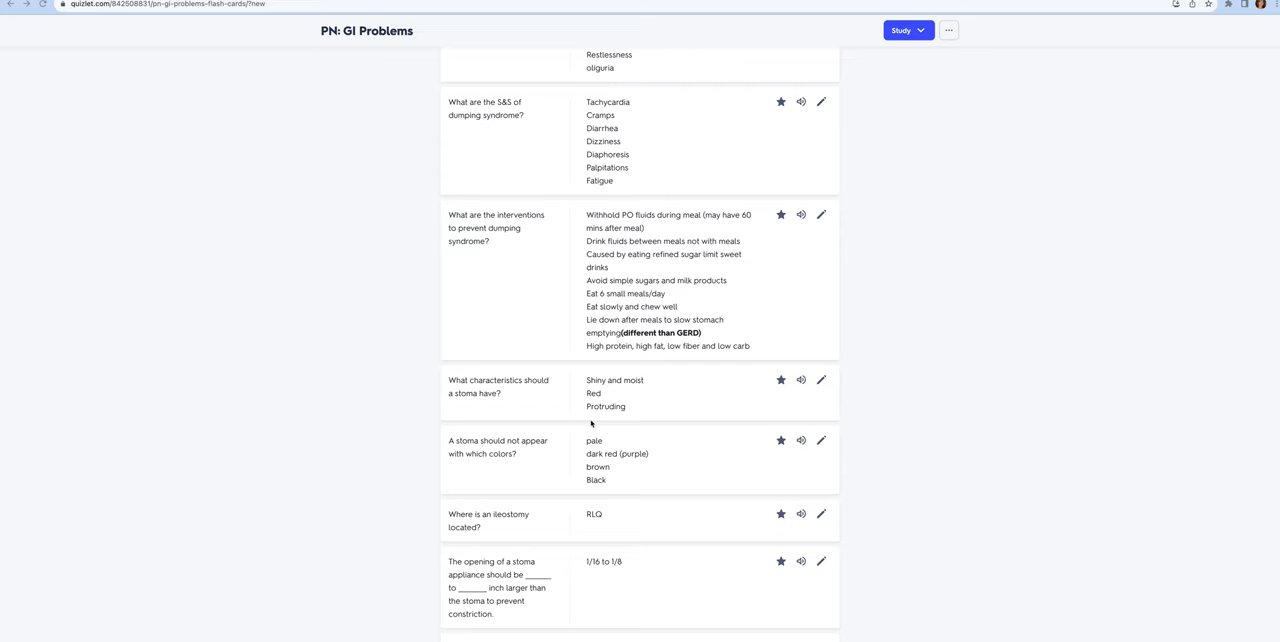 quizlet.com/842508831/pn-gi-problems-flash-cards/?new
PN: GI Problems
Study
Restlessness
oliguria
What are the S&S of
dumping syndrome?
Tachycardia
Cramps
Diarrhea
Dizziness
Diaphoresis
Palpitations
Fatigue
What are the interventions
to prevent dumping
syndrome?
Withhold PO fluids during meal (may have 60
mins after meal)
Drink fluids between meals not with meals
Caused by eating refined sugar limit sweet
drinks
Avoid simple sugars and milk products
Eat 6 small meals/day
Eat slowly and chew well
Lie down after meals to slow stomach
emptying(different than GERD)
High protein, high fat, low fiber and low carb
What characteristics should
a stoma have?
Shiny and moist
Red
Protruding
A stoma should not appear
with which colors?
pale
dark red (purple)
brown
Black
Where is an ileostomy
located?
RLQ
The opening of a stoma
appliance should be ______
to _______ inch larger than
the stoma to prevent
constriction.
1/16 to 1/8